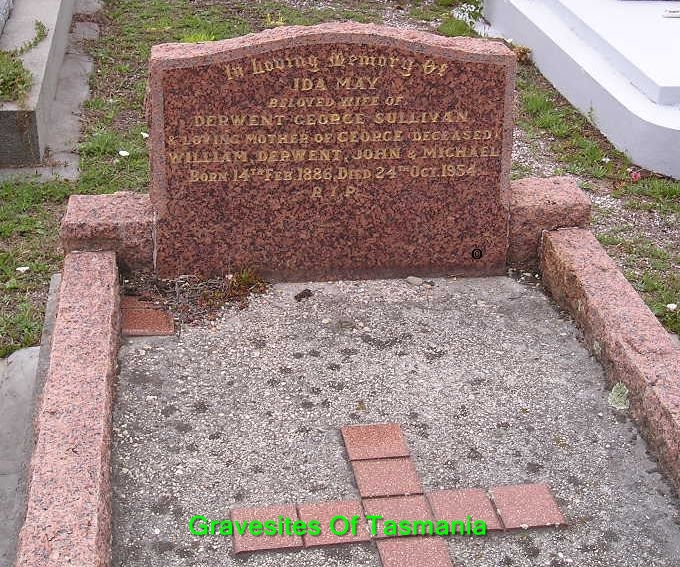 In Loving Memory Of
IDA MAY
BELOVED WIFE OF
DERWENT GEORGE SULLIVAN
& LOVING MOTHER OF GEORGE (DECEASED)
WILLIAM, DERWENT, JOHN & MICHAEL
BORN 14TH FEB 1886, DIED 24TH OCT. 1954.
R.I.P.
Gravesites Of Tasmania